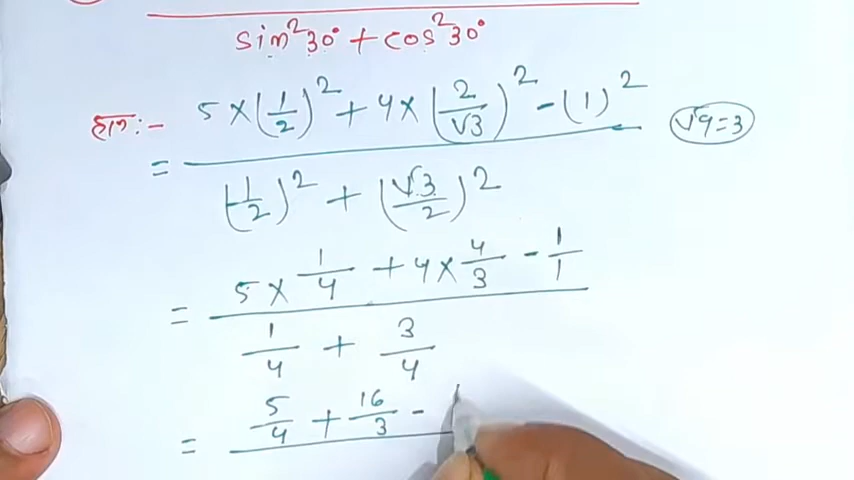 sin²30° + cos²30°
हल :-
= (5 × (1/2)² + 4 × (2/√3)² - (1)²) / ((1/2)² + (√3/2)²)
√9 = 3
= (5 × 1/4 + 4 × 4/3 - 1/1) / (1/4 + 3/4)
= 5/4 + 16/3 -